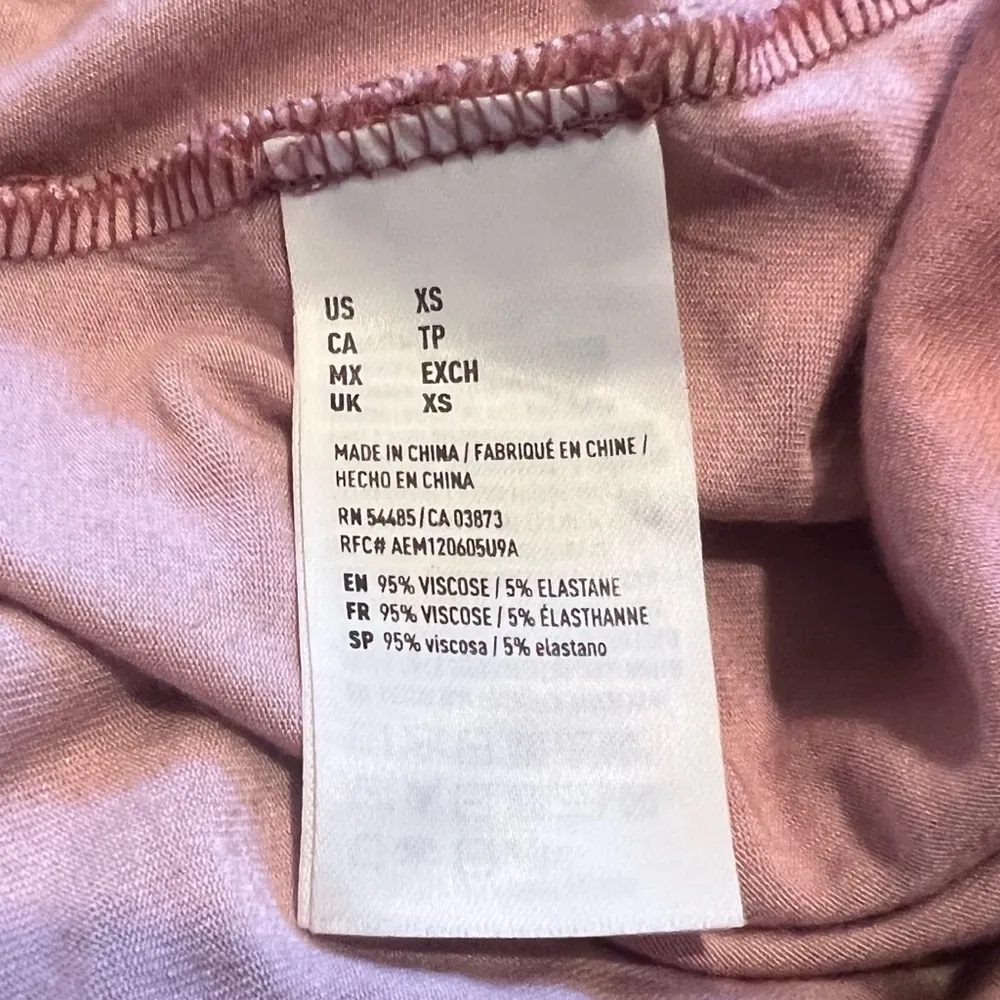 US XS
CA TP
MX EXCH
UK XS
MADE IN CHINA / FABRIQUÉ EN CHINE /
HECHO EN CHINA
RN 54485 / CA 03873
RFC# AEM120605U9A
EN 95% VISCOSE / 5% ELASTANE
FR 95% VISCOSE / 5% ÉLASTHANNE
SP 95% viscosa / 5% elastano